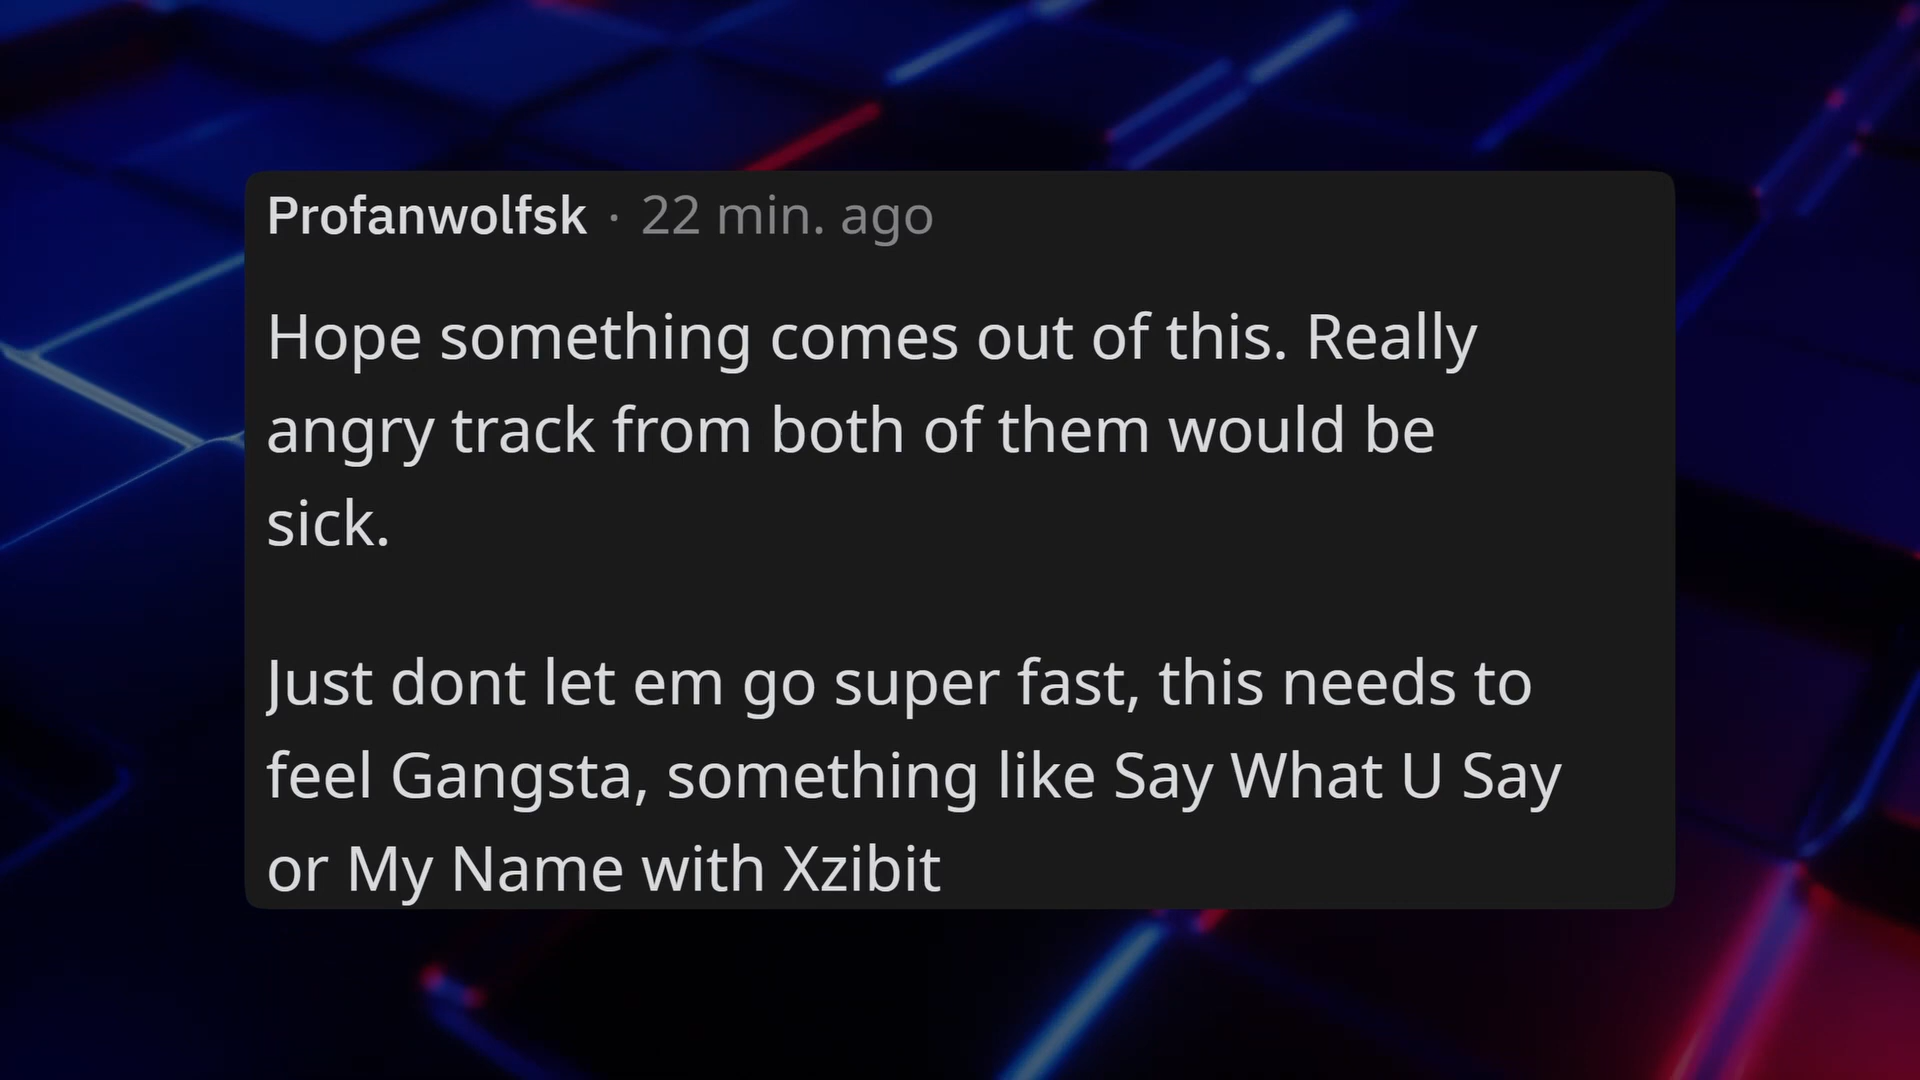 Profanwolfsk · 22 min. ago
Hope something comes out of this. Really
angry track from both of them would be
sick.
Just dont let em go super fast, this needs to
feel Gangsta, something like Say What U Say
or My Name with Xzibit